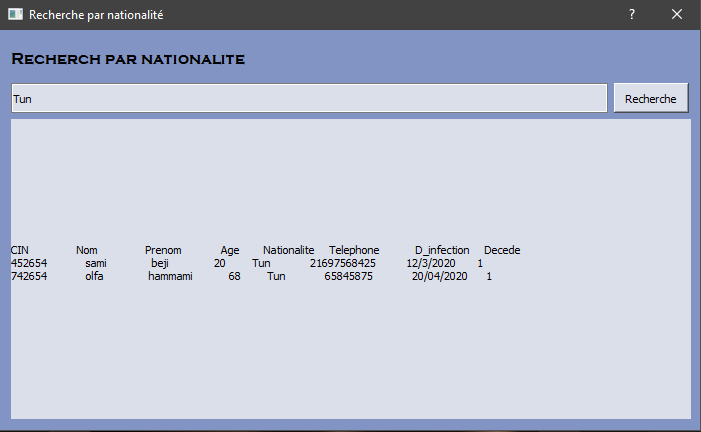 Recherche par nationalité
RECHERCH PAR NATIONALITE
Tun Recherche
CIN Nom Prenom Age Nationalite Telephone D_infection Decede
452654 sami beji 20 Tun 21697568425 12/3/2020 1
742654 olfa hammami 68 Tun 65845875 20/04/2020 1